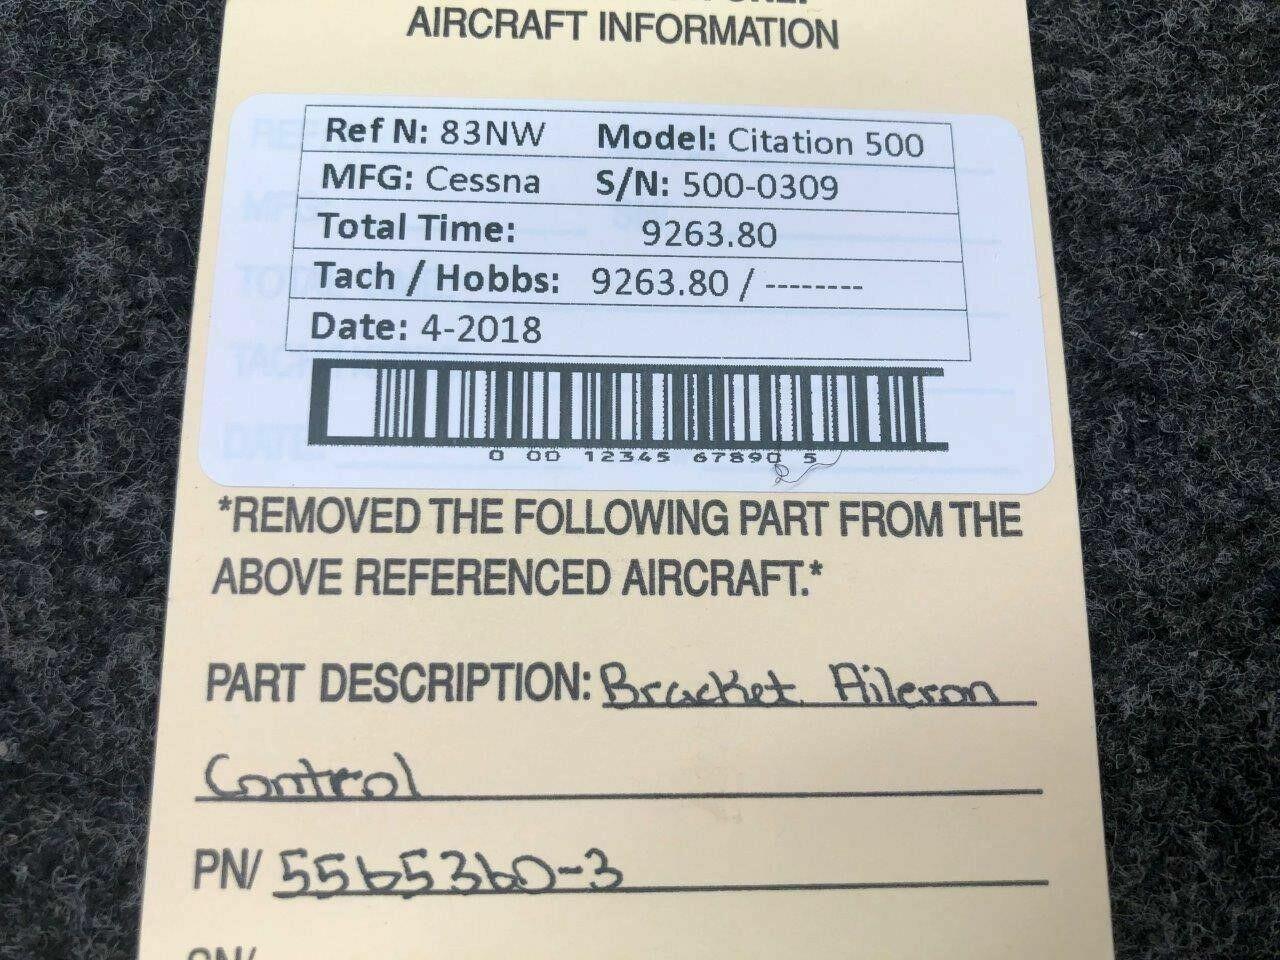 AIRCRAFT INFORMATION
Ref N: 83NW Model: Citation 500
MFG: Cessna S/N: 500-0309
Total Time: 9263.80
Tach / Hobbs: 9263.80 / --------
Date: 4-2018
0 00 12345 67890 5
*REMOVED THE FOLLOWING PART FROM THE
ABOVE REFERENCED AIRCRAFT.*
PART DESCRIPTION: Bracket Aileron
Control
PN/ 5565360-3